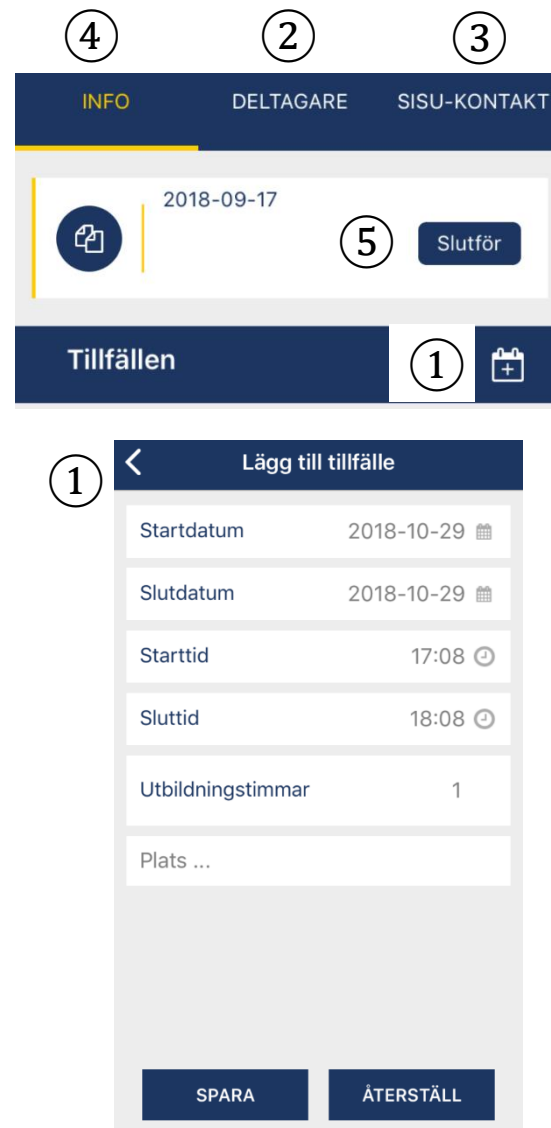 ④ ② ③
INFO DELTAGARE SISU-KONTAKT
2018-09-17
⑤ Slutför
Tillfällen ①
① Lägg till tillfälle
Startdatum 2018-10-29
Slutdatum 2018-10-29
Starttid 17:08
Sluttid 18:08
Utbildningstimmar 1
Plats ...
SPARA ÅTERSTÄLL